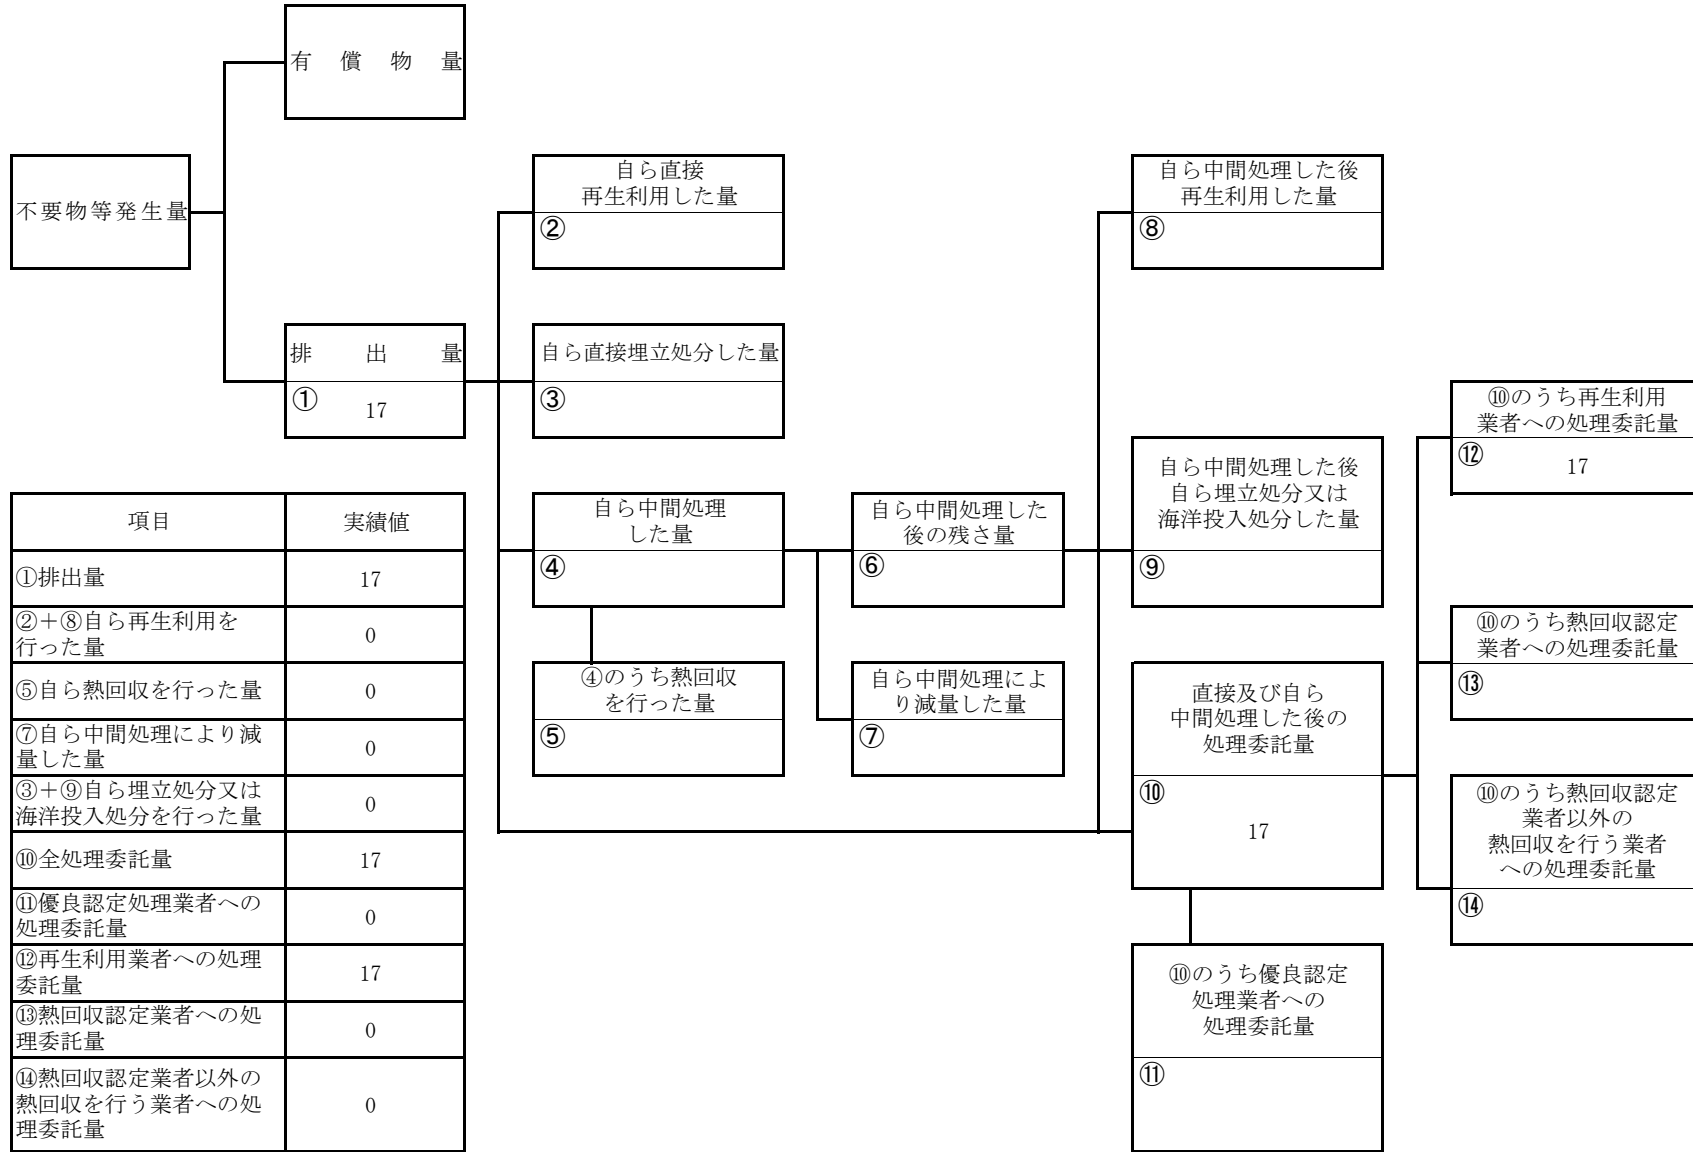 有償物量
不要物等発生量
排出量
①
17
自ら直接
再生利用した量
②
自ら直接埋立処分した量
③
自ら中間処理
した量
④
④のうち熱回収
を行った量
⑤
自ら中間処理した
後の残さ量
⑥
自ら中間処理によ
り減量した量
⑦
自ら中間処理した後
再生利用した量
⑧
自ら中間処理した後
自ら埋立処分又は
海洋投入処分した量
⑨
直接及び自ら
中間処理した後の
処理委託量
⑩
17
⑩のうち優良認定
処理業者への
処理委託量
⑪
⑩のうち再生利用
業者への処理委託量
⑫
17
⑩のうち熱回収認定
業者への処理委託量
⑬
⑩のうち熱回収認定
業者以外の
熱回収を行う業者
への処理委託量
⑭
項目 実績値
①排出量 17
②＋⑧自ら再生利用を
行った量 0
⑤自ら熱回収を行った量 0
⑦自ら中間処理により減
量した量 0
③＋⑨自ら埋立処分又は
海洋投入処分を行った量 0
⑩全処理委託量 17
⑪優良認定処理業者への
処理委託量 0
⑫再生利用業者への処理
委託量 17
⑬熱回収認定業者への処
理委託量 0
⑭熱回収認定業者以外の
熱回収を行う業者への処
理委託量 0